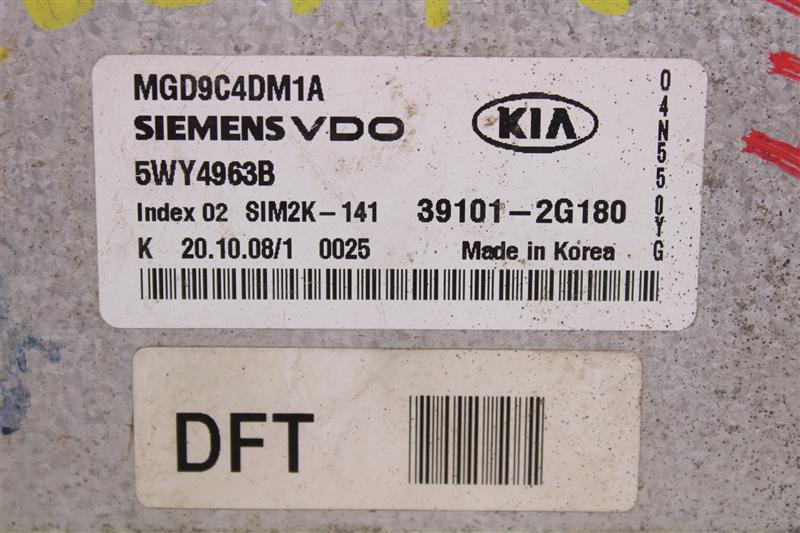 MGD9C4DM1A
SIEMENS VDO
KIA
5WY4963B
Index 02 SIM2K-141 39101-2G180
K 20.10.08/1 0025 Made in Korea
04N550YG
DFT